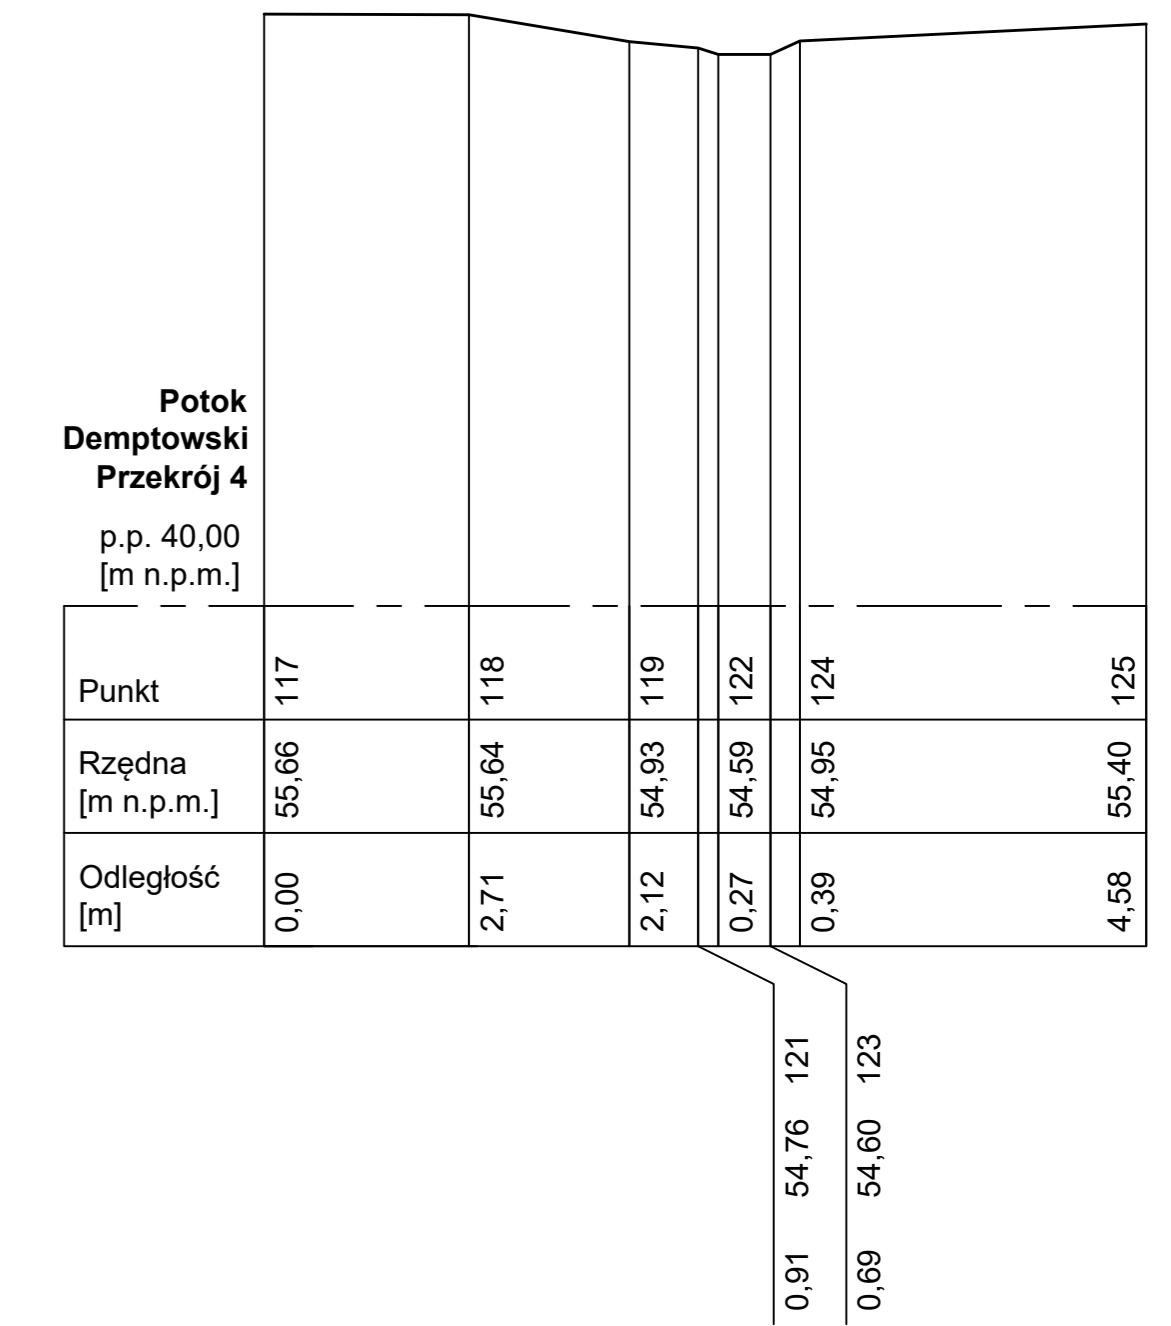 Potok
Demptowski
Przekrój 4
p.p. 40,00
[m n.p.m.]
Punkt
117
118
119
122
124
125
Rzędna
[m n.p.m.]
55,66
55,64
54,93
54,59
54,95
55,40
Odległość
[m]
0,00
2,71
2,12
0,27
0,39
4,58
121
123
54,76
54,60
0,91
0,69